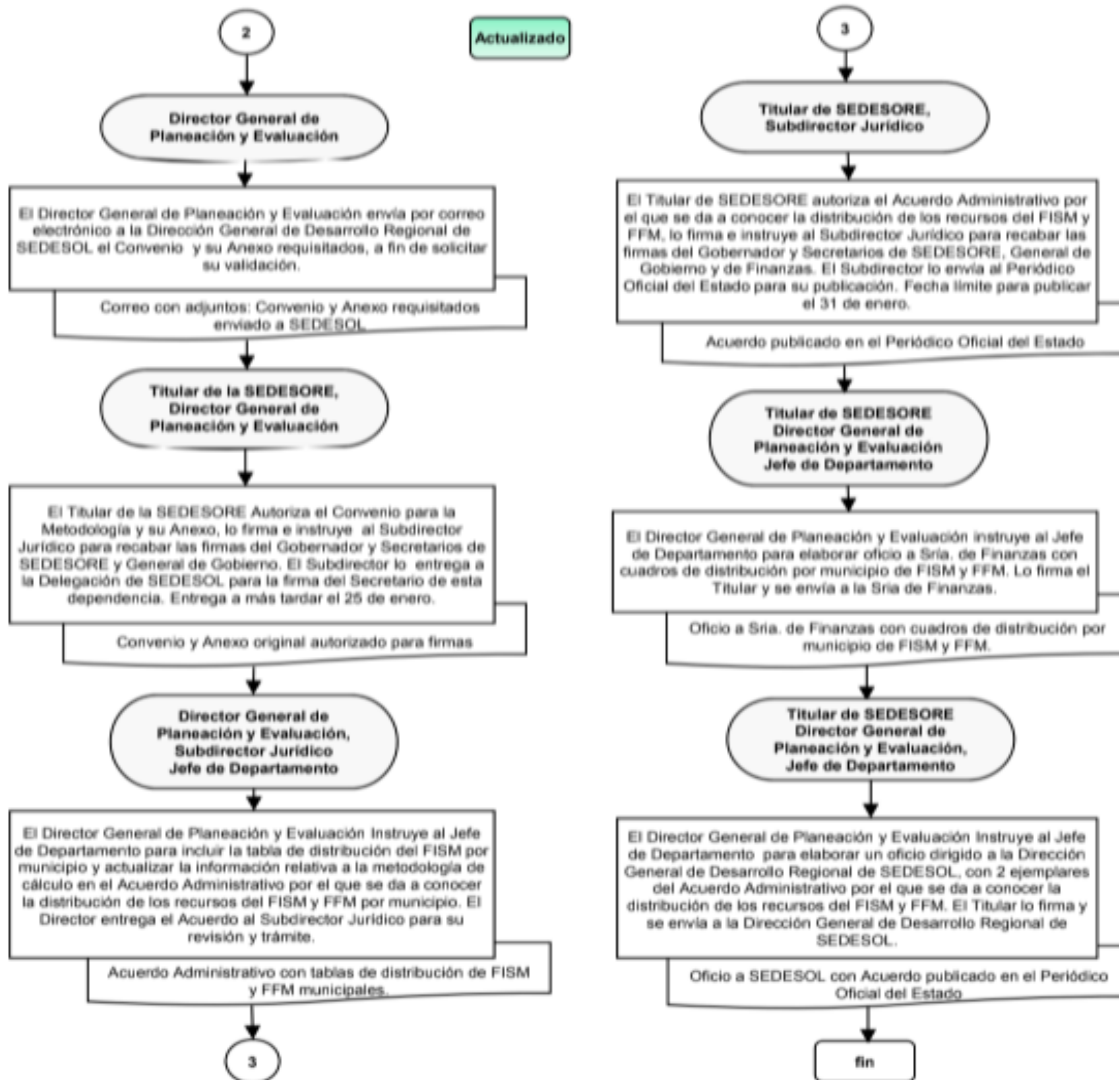 2
Actualizado
Director General de
Planeación y Evaluación
El Director General de Planeación y Evaluación envía por correo
electrónico a la Dirección General de Desarrollo Regional de
SEDESOL el Convenio y su Anexo requisitados, a fin de solicitar
su validación.
Correo con adjuntos: Convenio y Anexo requisitados
enviado a SEDESOL
Titular de la SEDESORE,
Director General de
Planeación y Evaluación
El Titular de la SEDESORE Autoriza el Convenio para la
Metodología y su Anexo, lo firma e instruye al Subdirector
Jurídico para recabar las firmas del Gobernador y Secretarios de
SEDESORE y General de Gobierno. El Subdirector lo entrega a
la Delegación de SEDESOL para la firma del Secretario de esta
dependencia. Entrega a más tardar el 25 de enero.
Convenio y Anexo original autorizado para firmas
Director General de
Planeación y Evaluación,
Subdirector Jurídico
Jefe de Departamento
El Director General de Planeación y Evaluación Instruye al Jefe
de Departamento para incluir la tabla de distribución del FISM por
municipio y actualizar la información relativa a la metodología de
cálculo en el Acuerdo Administrativo por el que se da a conocer
la distribución de los recursos del FISM y FFM por municipio. El
Director entrega el Acuerdo al Subdirector Jurídico para su
revisión y trámite.
Acuerdo Administrativo con tablas de distribución de FISM
y FFM municipales.
3
3
Titular de SEDESORE,
Subdirector Jurídico
El Titular de SEDESORE autoriza el Acuerdo Administrativo por
el que se da a conocer la distribución de los recursos del FISM y
FFM, lo firma e instruye al Subdirector Jurídico para recabar las
firmas del Gobernador y Secretarios de SEDESORE, General de
Gobierno y de Finanzas. El Subdirector lo envía al Periódico
Oficial del Estado para su publicación. Fecha límite para publicar
el 31 de enero.
Acuerdo publicado en el Periódico Oficial del Estado
Titular de SEDESORE
Director General de
Planeación y Evaluación
Jefe de Departamento
El Director General de Planeación y Evaluación instruye al Jefe
de Departamento para elaborar oficio a Sría. de Finanzas con
cuadros de distribución por municipio de FISM y FFM. Lo firma el
Titular y se envía a la Sria de Finanzas.
Oficio a Sria. de Finanzas con cuadros de distribución por
municipio de FISM y FFM.
Titular de SEDESORE
Director General de
Planeación y Evaluación,
Jefe de Departamento
El Director General de Planeación y Evaluación Instruye al Jefe
de Departamento para elaborar un oficio dirigido a la Dirección
General de Desarrollo Regional de SEDESOL, con 2 ejemplares
del Acuerdo Administrativo por el que se da a conocer la
distribución de los recursos del FISM y FFM. El Titular lo firma y
se envía a la Dirección General de Desarrollo Regional de
SEDESOL.
Oficio a SEDESOL con Acuerdo publicado en el Periódico
Oficial del Estado
fin